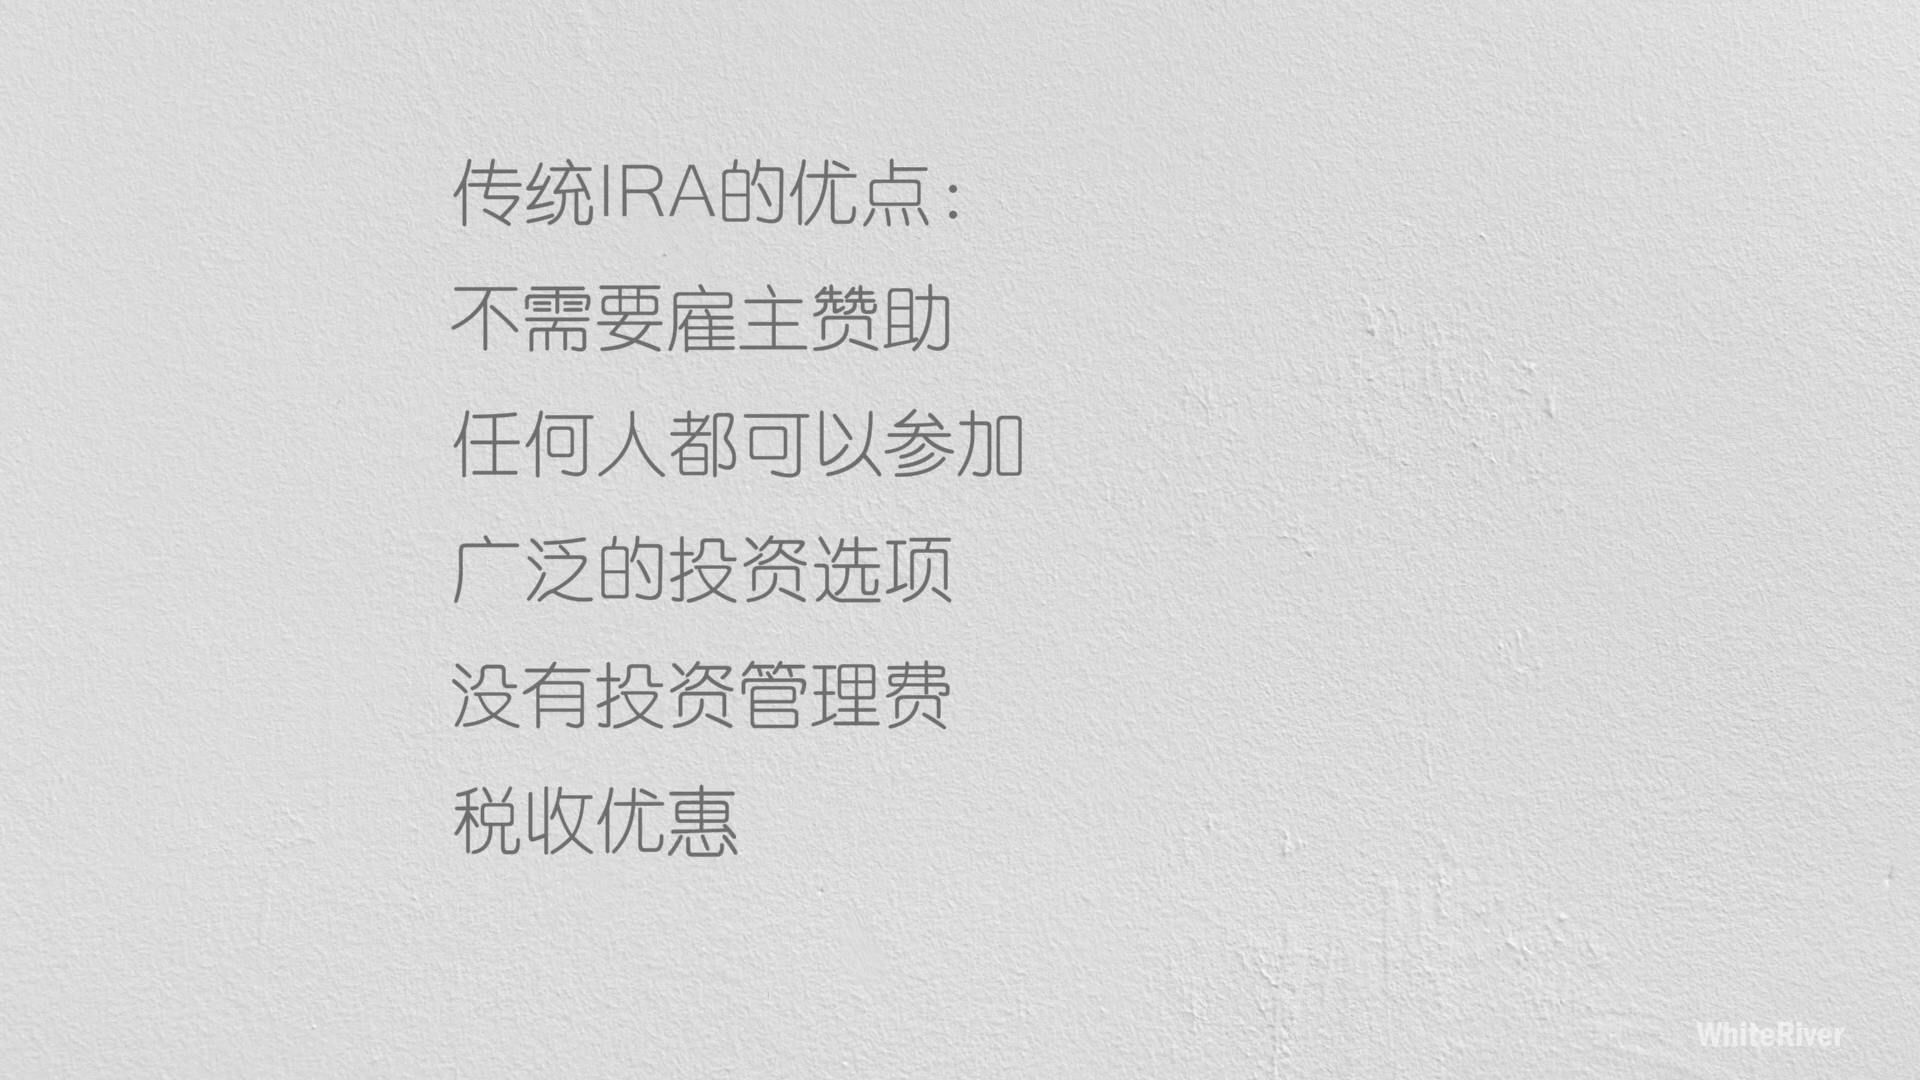 传统IRA的优点：
不需要雇主赞助
任何人都可以参加
广泛的投资选项
没有投资管理费
税收优惠
WhiteRiver